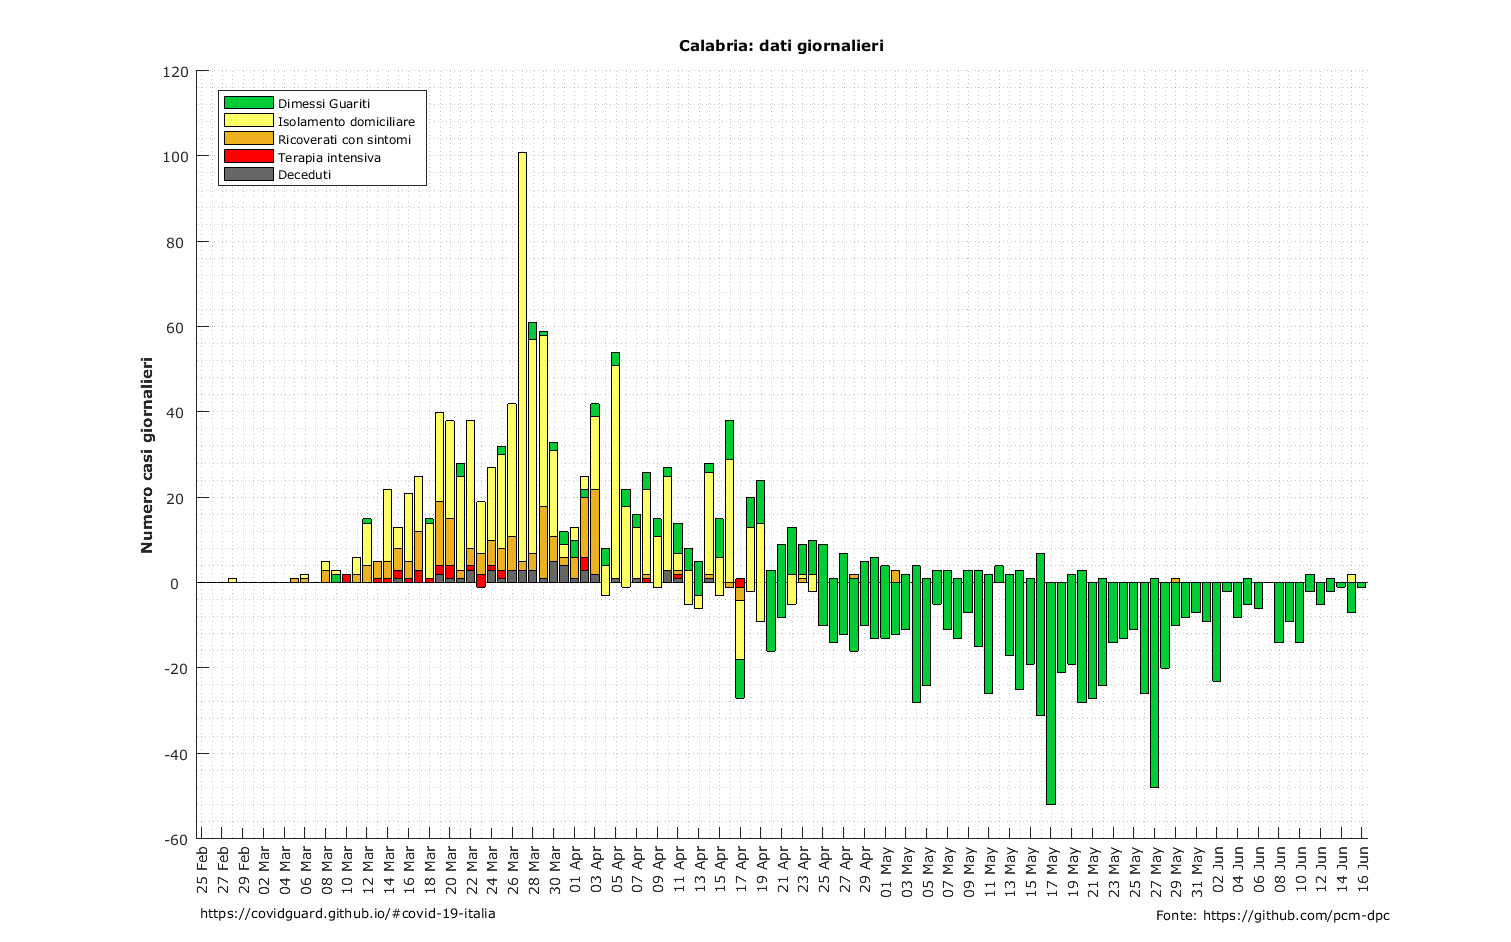 Calabria: dati giornalieri
120
100
80
60
40
20
0
-20
-40
-60
Numero casi giornalieri
Dimessi Guariti
Isolamento domiciliare
Ricoverati con sintomi
Terapia intensiva
Deceduti
25 Feb
27 Feb
29 Feb
02 Mar
04 Mar
06 Mar
08 Mar
10 Mar
12 Mar
14 Mar
16 Mar
18 Mar
20 Mar
22 Mar
24 Mar
26 Mar
28 Mar
30 Mar
01 Apr
03 Apr
05 Apr
07 Apr
09 Apr
11 Apr
13 Apr
15 Apr
17 Apr
19 Apr
21 Apr
23 Apr
25 Apr
27 Apr
29 Apr
01 May
03 May
05 May
07 May
09 May
11 May
13 May
15 May
17 May
19 May
21 May
23 May
25 May
27 May
29 May
31 May
02 Jun
04 Jun
06 Jun
08 Jun
10 Jun
12 Jun
14 Jun
16 Jun
https://covidguard.github.io/#covid-19-italia
Fonte: https://github.com/pcm-dpc